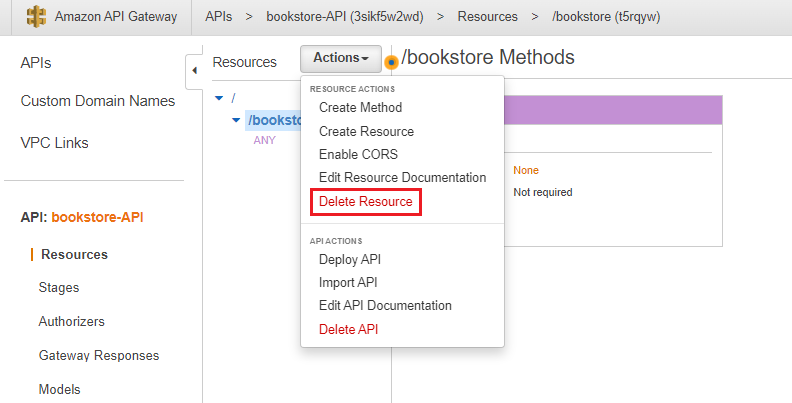 Amazon API Gateway
APIs > bookstore-API (3sikf5w2wd) > Resources > /bookstore (t5rqyw)
APIs
Custom Domain Names
VPC Links
API: bookstore-API
Resources
Stages
Authorizers
Gateway Responses
Models
Resources
Actions
/
/booksto
ANY
RESOURCE ACTIONS
Create Method
Create Resource
Enable CORS
Edit Resource Documentation
Delete Resource
API ACTIONS
Deploy API
Import API
Edit API Documentation
Delete API
/bookstore Methods
None
Not required